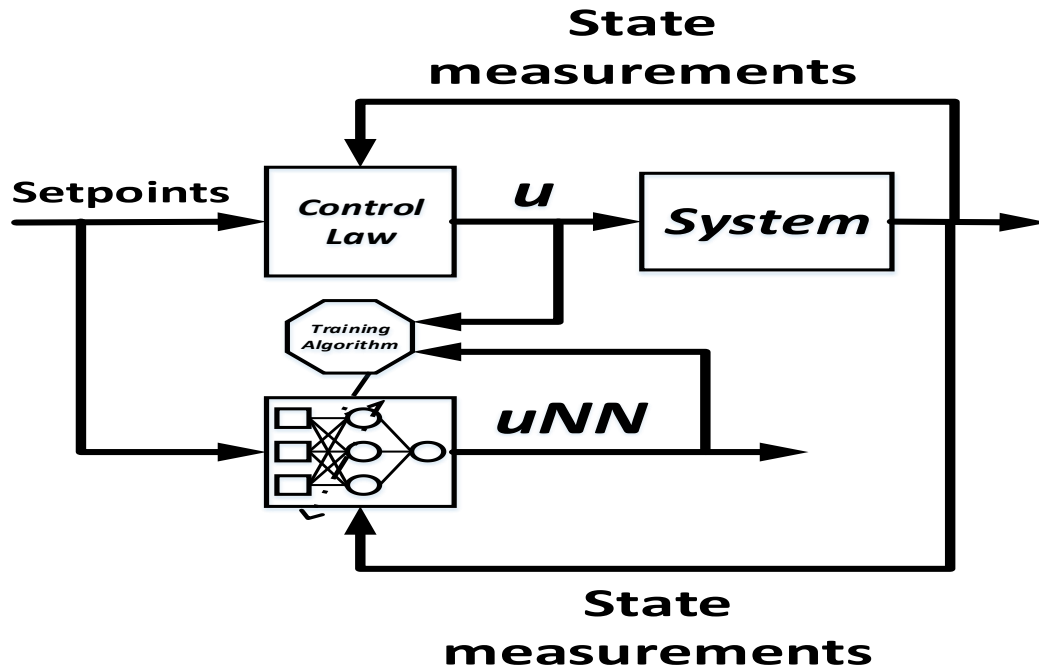 State
measurements
Setpoints
Control
Law
u
System
Training
Algorithm
uNN
State
measurements